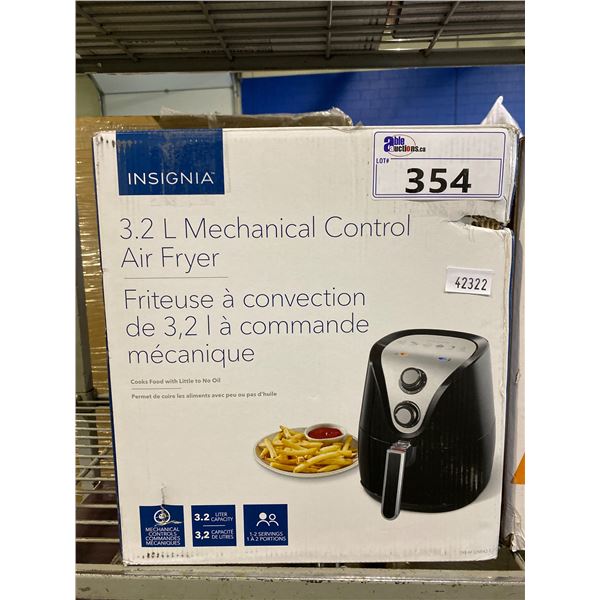 able
auctions.ca
LOT#
354
INSIGNIA™
3.2 L Mechanical Control
Air Fryer
Friteuse à convection
de 3,2 l à commande
mécanique
42322
Cooks Food with Little to No Oil
Permet de cuire les aliments avec peu ou pas d'huile
MECHANICAL
CONTROLS
COMMANDES
MÉCANIQUES
3.2 LITER
CAPACITY
3,2 CAPACITÉ
DE LITRES
1-2 SERVINGS
1 À 2 PORTIONS